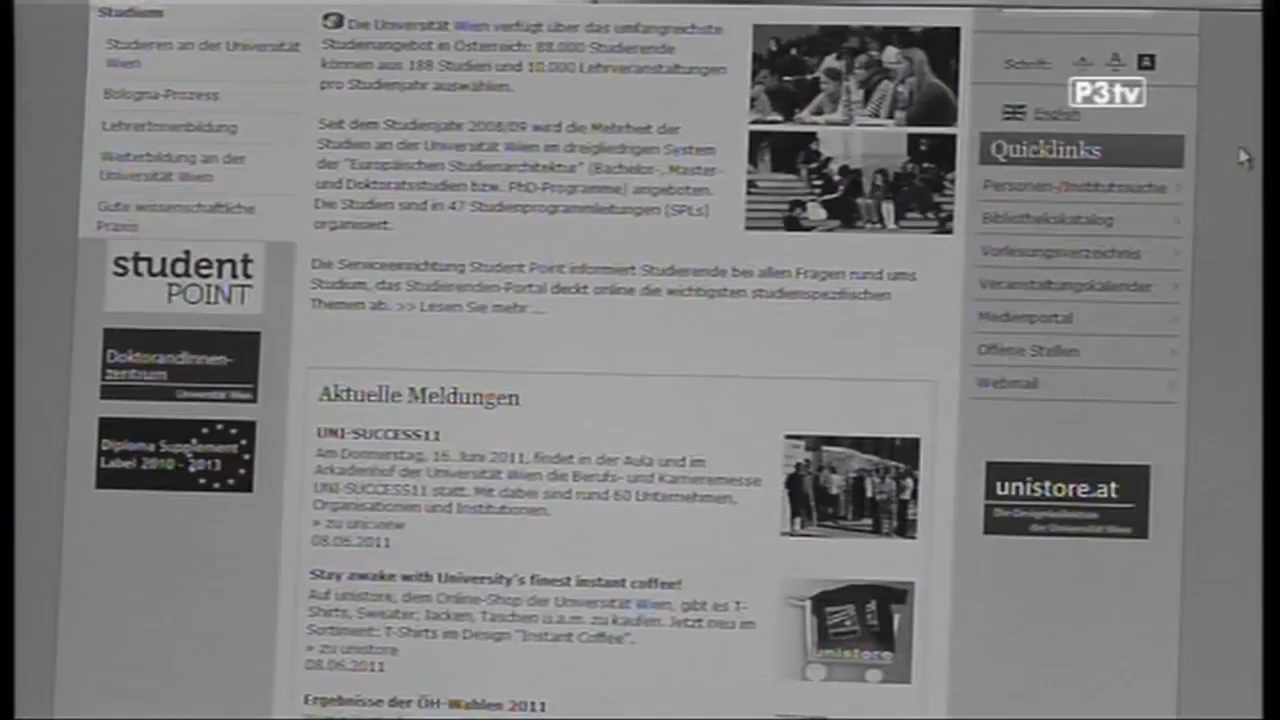 Studium
Studieren an der Universität
Wien
Bologna-Prozess
LehrerInnenbildung
Weiterbildung an der
Universität Wien
Gute wissenschaftliche
Praxis
student
POINT
DoktorandInnen-
zentrum
Universität Wien
Diploma Supplement
Label 2010 - 2013
Die Universität Wien verfügt über das umfangreichste
Studienangebot in Österreich: 88.000 Studierende
können aus 188 Studien und 10.000 Lehrveranstaltungen
pro Studienjahr auswählen.
Seit dem Studienjahr 2008/09 wird die Mehrheit der
Studien an der Universität Wien im dreigliedrigen System
der "Europäischen Studienarchitektur" (Bachelor-, Master-
und Doktoratsstudien bzw. PhD-Programme) angeboten.
Die Studien sind in 47 Studienprogrammleitungen (SPLs)
organisiert.
Die Serviceeinrichtung Student Point informiert Studierende bei allen Fragen rund ums
Studium, das Studierenden-Portal deckt online die wichtigsten studienspezifischen
Themen ab. >> Lesen Sie mehr ...
Aktuelle Meldungen
UNI-SUCCESS11
Am Donnerstag, 16. Juni 2011, findet in der Aula und im
Arkadenhof der Universität Wien die Berufs- und Karrieremesse
UNI-SUCCESS11 statt. Mit dabei sind rund 60 Unternehmen,
Organisationen und Institutionen.
» zu uni:view
08.06.2011
Stay awake with University's finest instant coffee!
Auf unistore, dem Online-Shop der Universität Wien, gibt es T-
Shirts, Sweater, Jacken, Taschen u.a.m. zu kaufen. Jetzt neu im
Sortiment: T-Shirts im Design "Instant Coffee".
» zu unistore
08.06.2011
unistore
Ergebnisse der ÖH-Wahlen 2011
Schrift: A A A
P3tv
English
Quicklinks
Personen-/Institutssuche
Bibliothekskatalog
Vorlesungsverzeichnis
Veranstaltungskalender
Medienportal
Offene Stellen
Webmail
unistore.at
der Universität Wien